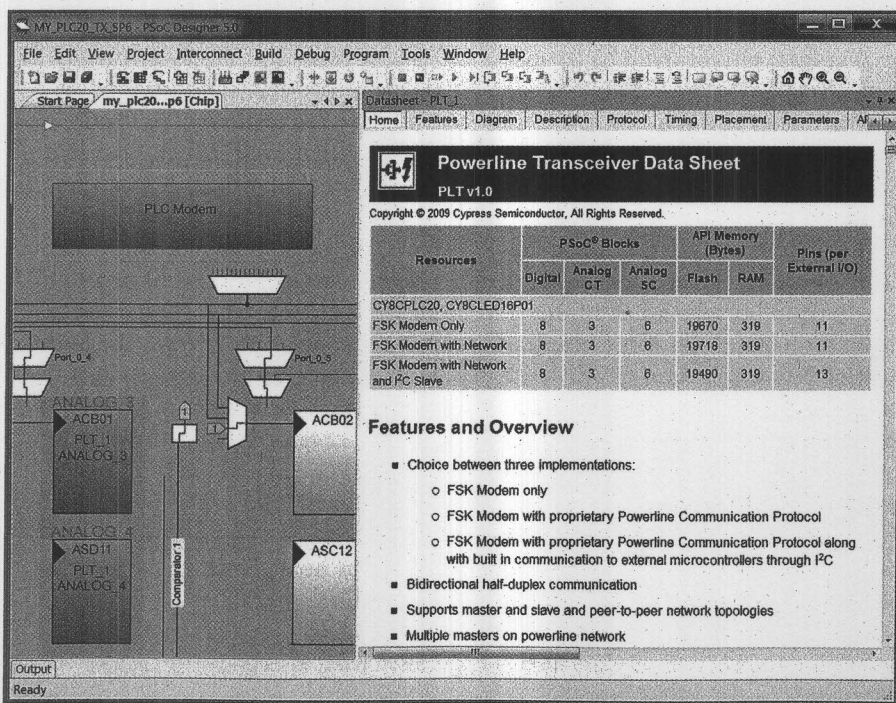 MY_PLC20_TX_SP6 - PSoC Designer 5.0
File Edit View Project Interconnect Build Debug Program Tools Window Help
Start Page my_plc20...p6 [Chip]
Datasheet - PLT_1
Home Features Diagram Description Protocol Timing Placement Parameters
PLC Modem
Port_0_4
Port_0_5
ANALOG_3
ACB01
PLT_1
ANALOG_3
1
1
ACB02
ANALOG_4
ASD11
PLT_1
ANALOG_4
Comparator 1
ASC12
Powerline Transceiver Data Sheet
PLT v1.0
Copyright © 2009 Cypress Semiconductor, All Rights Reserved.
Resources PSoC® Blocks API Memory (Bytes) Pins (per External I/O)
Digital Analog CT Analog SC Flash RAM
CY8CPLC20, CY8CLED16P01
FSK Modem Only 8 3 6 19670 319 11
FSK Modem with Network 8 3 6 19718 319 11
FSK Modem with Network and I²C Slave 8 3 6 19490 319 13
Features and Overview
■ Choice between three implementations:
o FSK Modem only
o FSK Modem with proprietary Powerline Communication Protocol
o FSK Modem with proprietary Powerline Communication Protocol along
with built in communication to external microcontrollers through I²C
■ Bidirectional half-duplex communication
■ Supports master and slave and peer-to-peer network topologies
■ Multiple masters on powerline network
Output
Ready